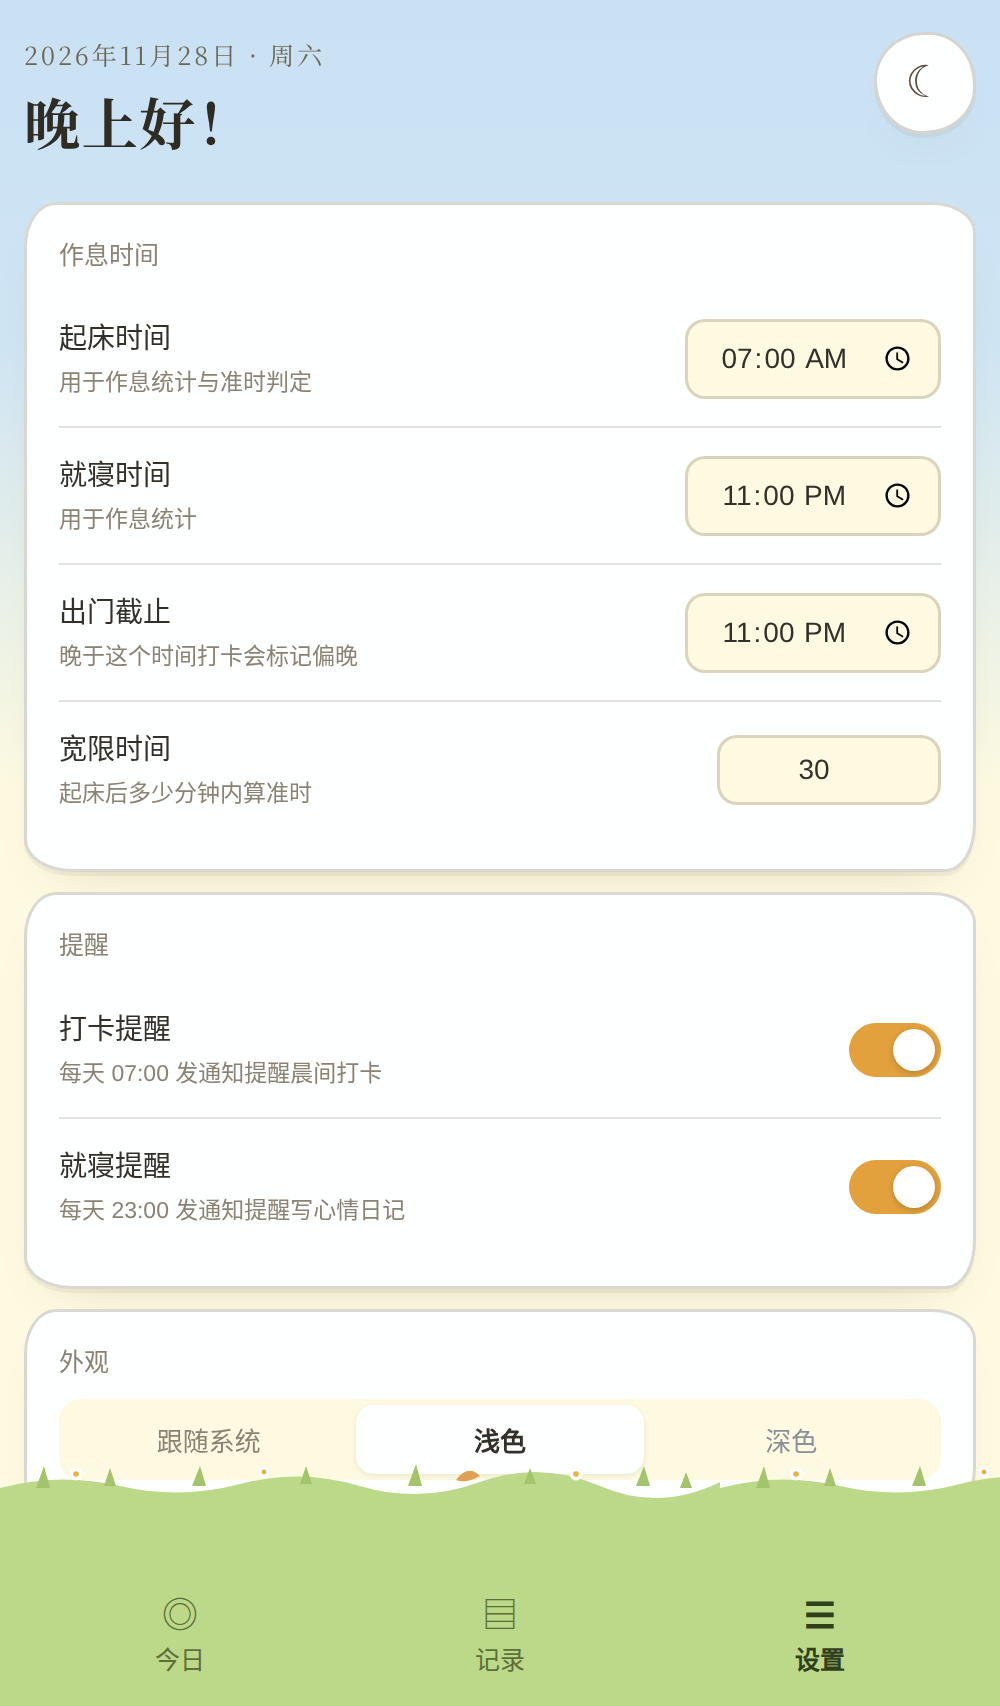 2026年11月28日 · 周六
晚上好!
作息时间
起床时间
07:00 AM
用于作息统计与准时判定
就寝时间
11:00 PM
用于作息统计
出门截止
11:00 PM
晚于这个时间打卡会标记偏晚
宽限时间
30
起床后多少分钟内算准时
提醒
打卡提醒
每天 07:00 发通知提醒晨间打卡
就寝提醒
每天 23:00 发通知提醒写心情日记
外观
跟随系统 浅色 深色
今日 记录 设置